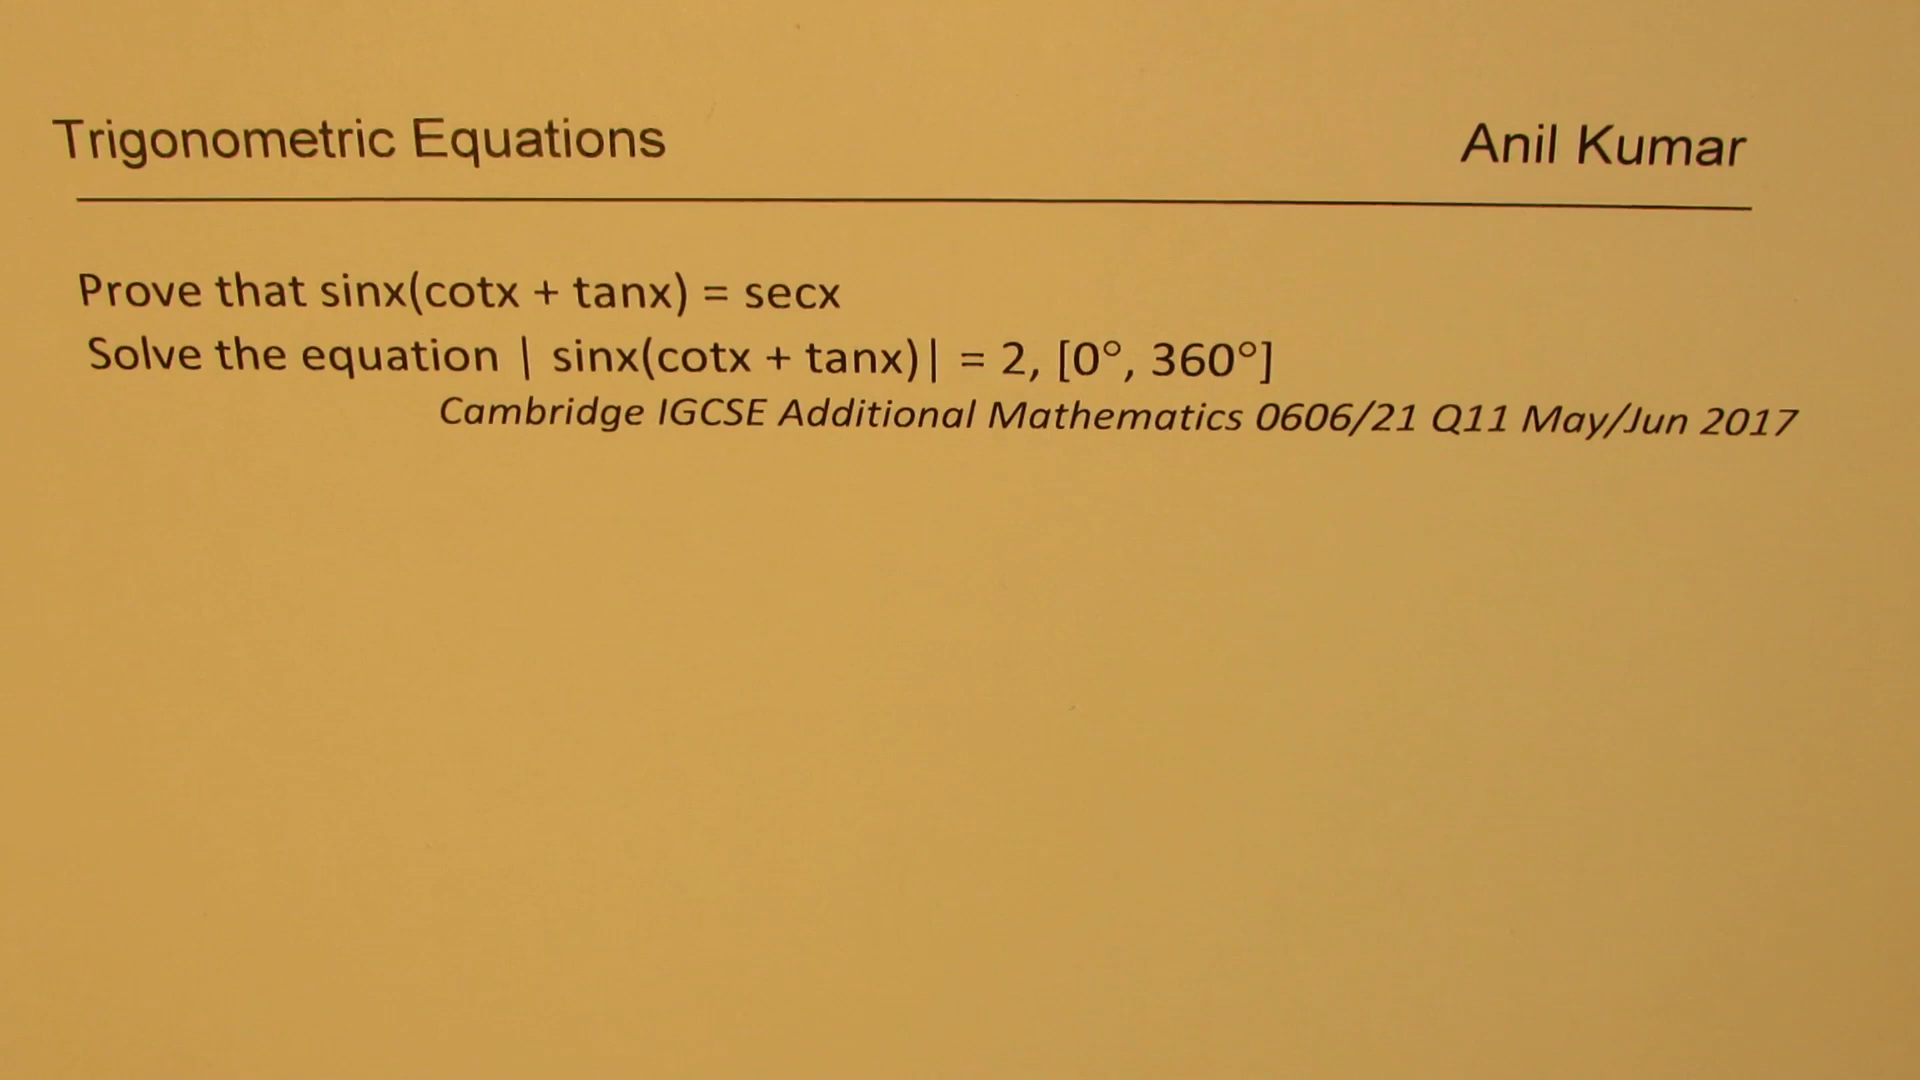 Trigonometric Equations
Anil Kumar
Prove that sinx(cotx + tanx) = secx
Solve the equation | sinx(cotx + tanx)| = 2, [0°, 360°]
Cambridge IGCSE Additional Mathematics 0606/21 Q11 May/Jun 2017